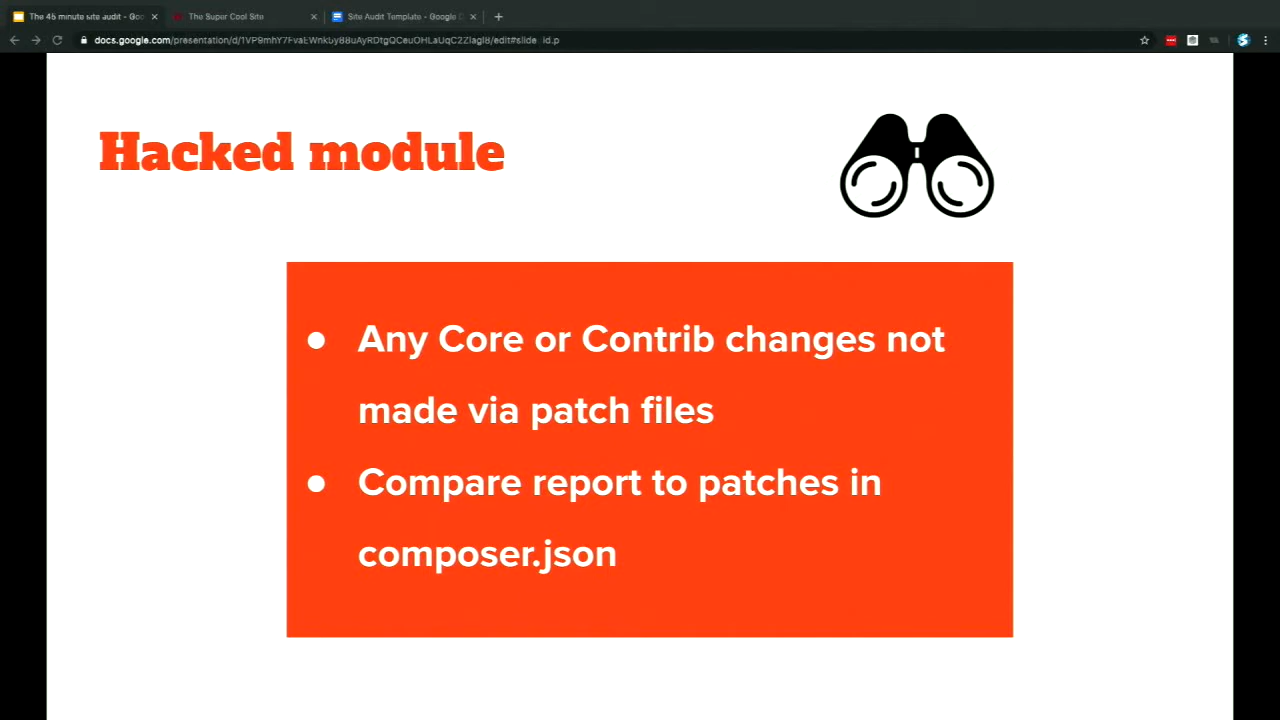 The 45 minute site audit - Goo
The Super Cool Site
Site Audit Template - Google D
Hacked module
● Any Core or Contrib changes not
made via patch files
● Compare report to patches in
composer.json